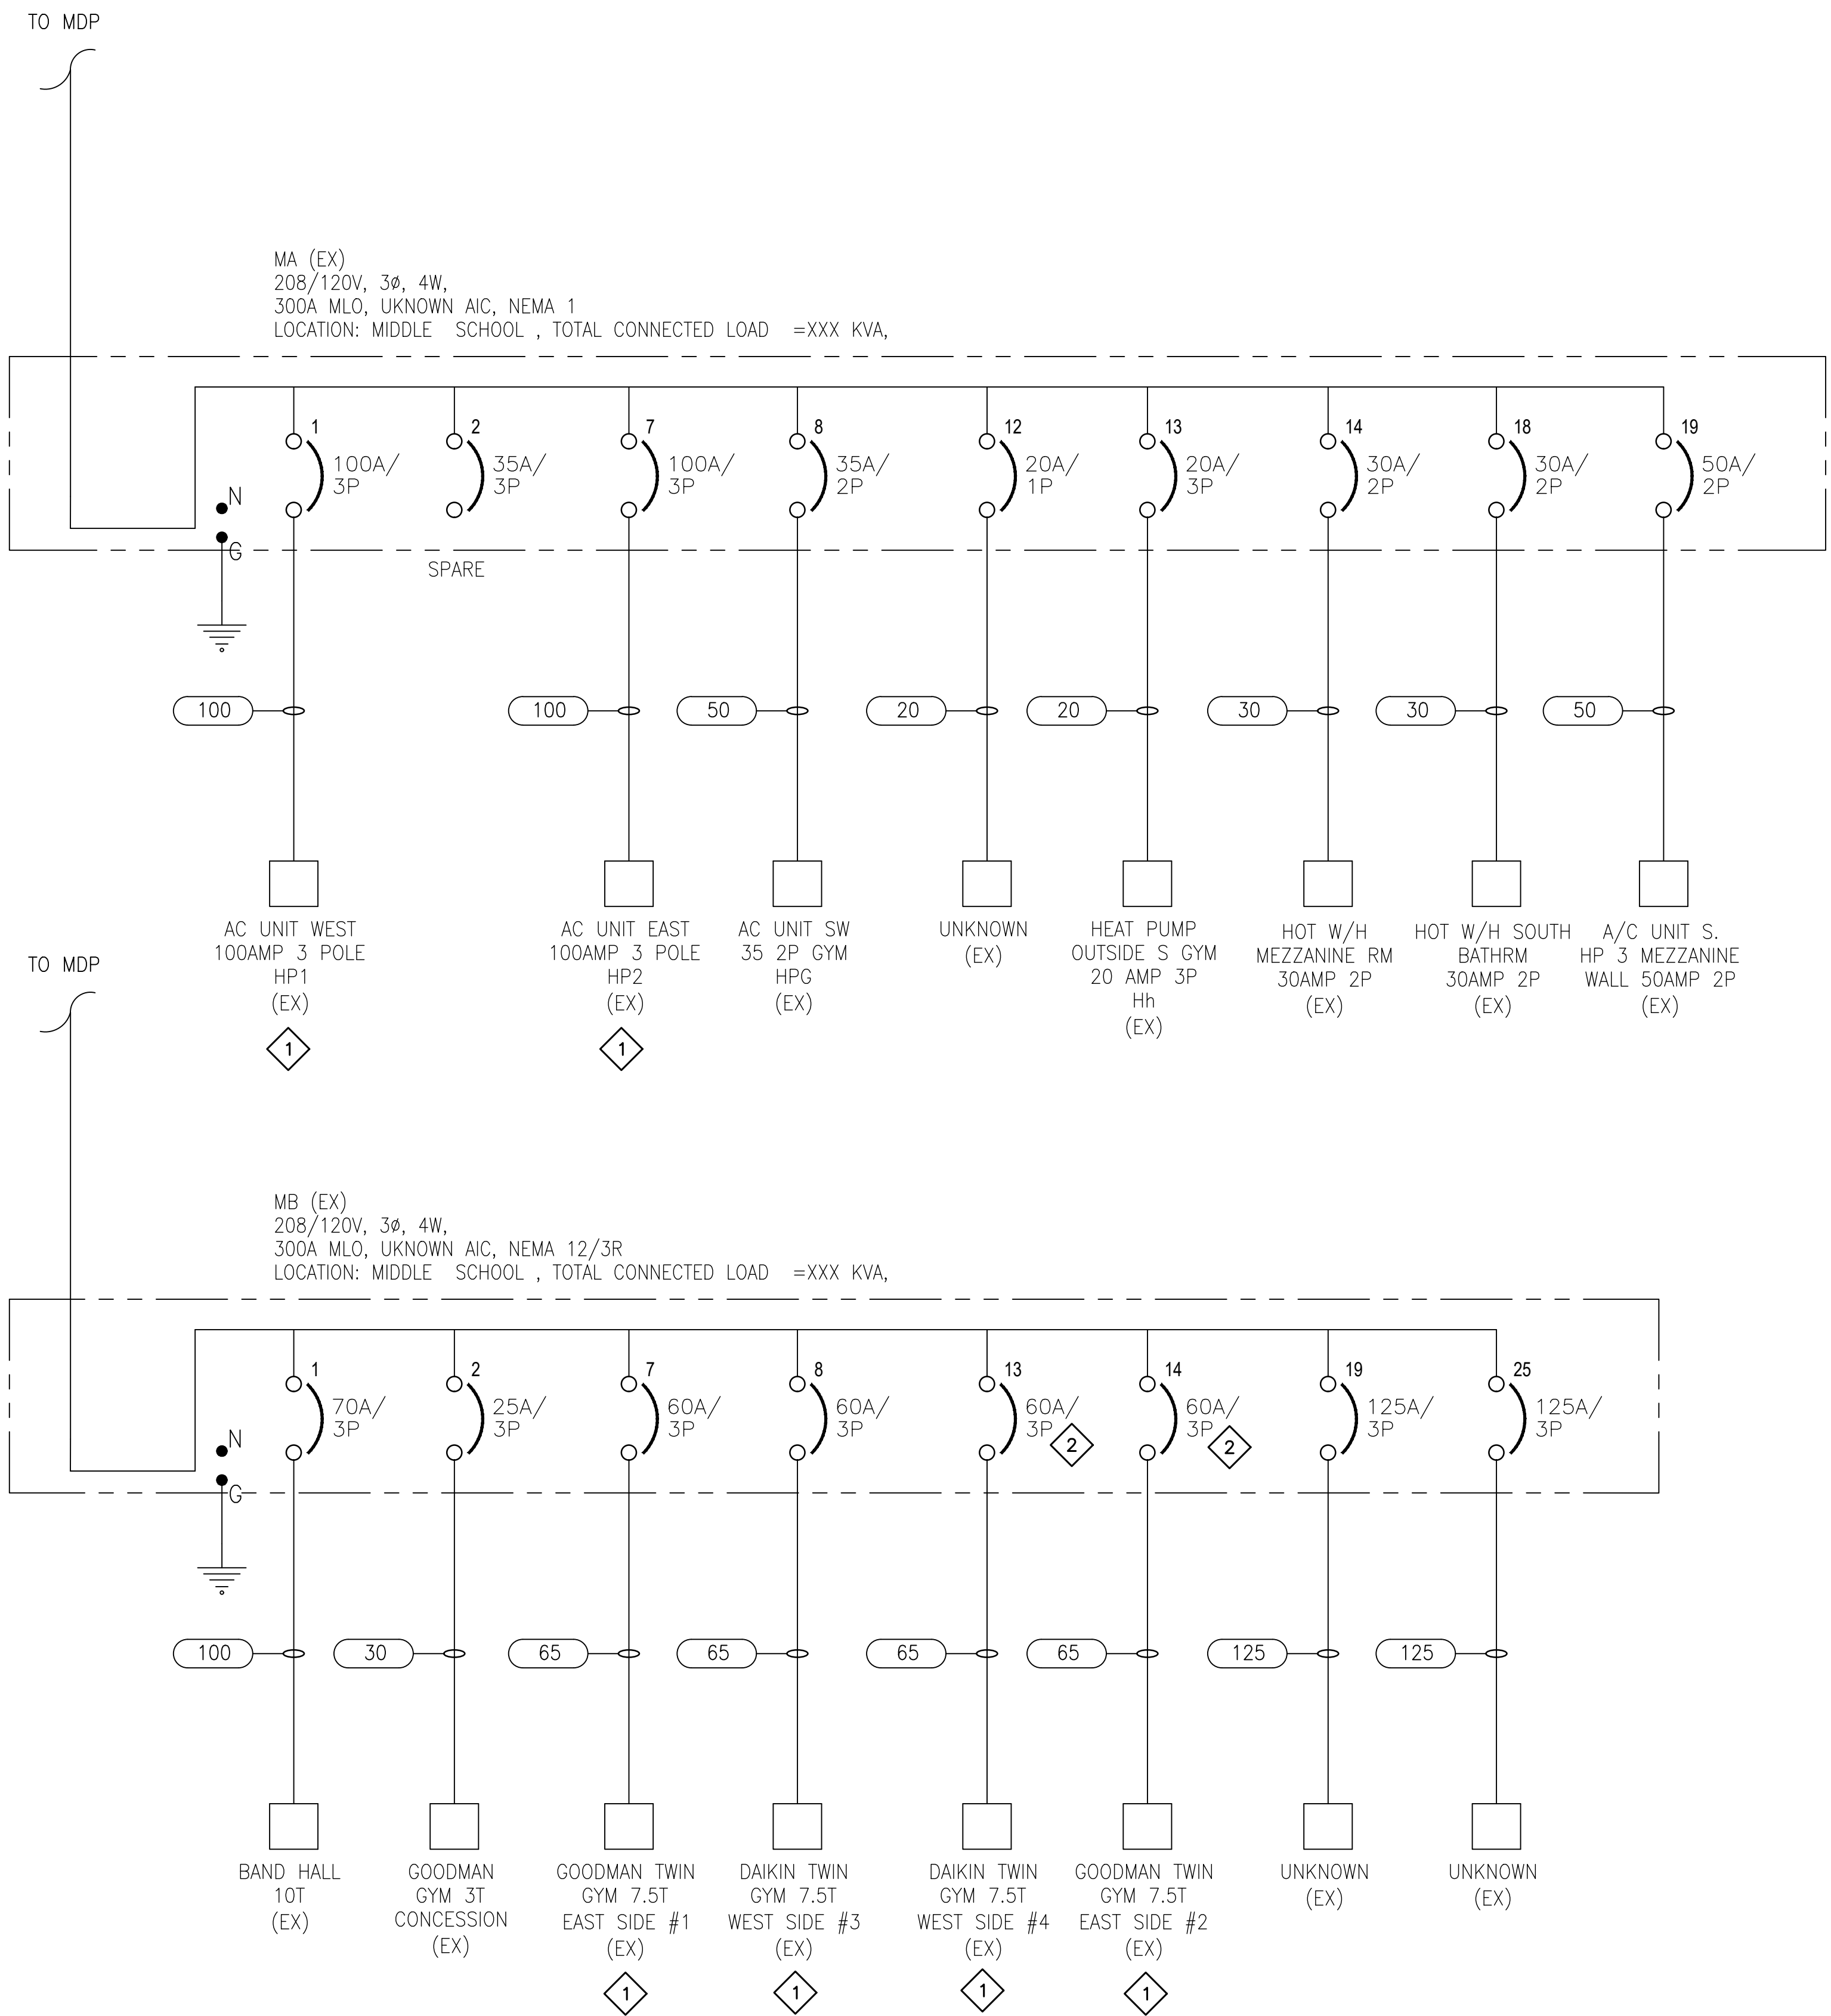 TO MDP
MA (EX)
208/120V, 3ø, 4W,
300A MLO, UKNOWN AIC, NEMA 1
LOCATION: MIDDLE SCHOOL , TOTAL CONNECTED LOAD =XXX KVA,
1
100A/
3P
2
35A/
3P
7
100A/
3P
8
35A/
2P
12
20A/
1P
13
20A/
3P
14
30A/
2P
18
30A/
2P
19
50A/
2P
N
G
SPARE
100
100
50
20
20
30
30
50
AC UNIT WEST
100AMP 3 POLE
HP1
(EX)
1
AC UNIT EAST
100AMP 3 POLE
HP2
(EX)
1
AC UNIT SW
35 2P GYM
HPG
(EX)
UNKNOWN
(EX)
HEAT PUMP
OUTSIDE S GYM
20 AMP 3P
Hh
(EX)
HOT W/H
MEZZANINE RM
30AMP 2P
(EX)
HOT W/H SOUTH
BATHRM
30AMP 2P
(EX)
A/C UNIT S.
HP 3 MEZZANINE
WALL 50AMP 2P
(EX)
TO MDP
MB (EX)
208/120V, 3ø, 4W,
300A MLO, UKNOWN AIC, NEMA 12/3R
LOCATION: MIDDLE SCHOOL , TOTAL CONNECTED LOAD =XXX KVA,
1
70A/
3P
2
25A/
3P
7
60A/
3P
8
60A/
3P
13
60A/
3P
2
14
60A/
3P
2
19
125A/
3P
25
125A/
3P
N
G
100
30
65
65
65
65
125
125
BAND HALL
10T
(EX)
GOODMAN
GYM 3T
CONCESSION
(EX)
GOODMAN TWIN
GYM 7.5T
EAST SIDE #1
(EX)
1
DAIKIN TWIN
GYM 7.5T
WEST SIDE #3
(EX)
1
DAIKIN TWIN
GYM 7.5T
WEST SIDE #4
(EX)
1
GOODMAN TWIN
GYM 7.5T
EAST SIDE #2
(EX)
1
UNKNOWN
(EX)
UNKNOWN
(EX)